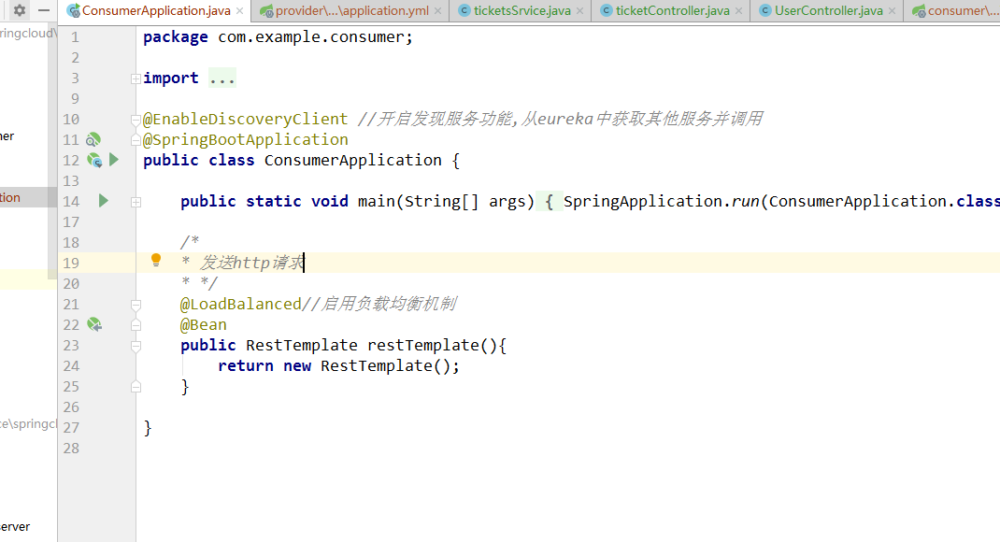 ConsumerApplication.java provider\...\application.yml ticketsSrvice.java ticketController.java UserController.java consumer\...
ringcloud\
1 package com.example.consumer;
2
3 import ...
9
10 @EnableDiscoveryClient //开启发现服务功能,从eureka中获取其他服务并调用
11 @SpringBootApplication
12 public class ConsumerApplication {
13
14 public static void main(String[] args) { SpringApplication.run(ConsumerApplication.class
17
18 /*
19 * 发送http请求
20 * */
21 @LoadBalanced//启用负载均衡机制
22 @Bean
23 public RestTemplate restTemplate(){
24 return new RestTemplate();
25 }
26
27 }
28
ner
tion
ce\springcl
erver